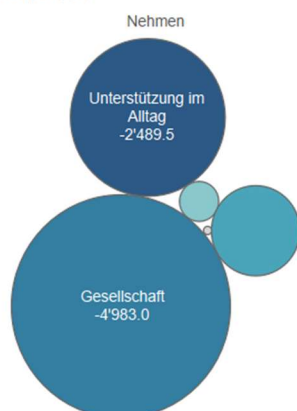 Nehmen
Unterstützung im
Alltag
-2'489.5
Gesellschaft
-4'983.0